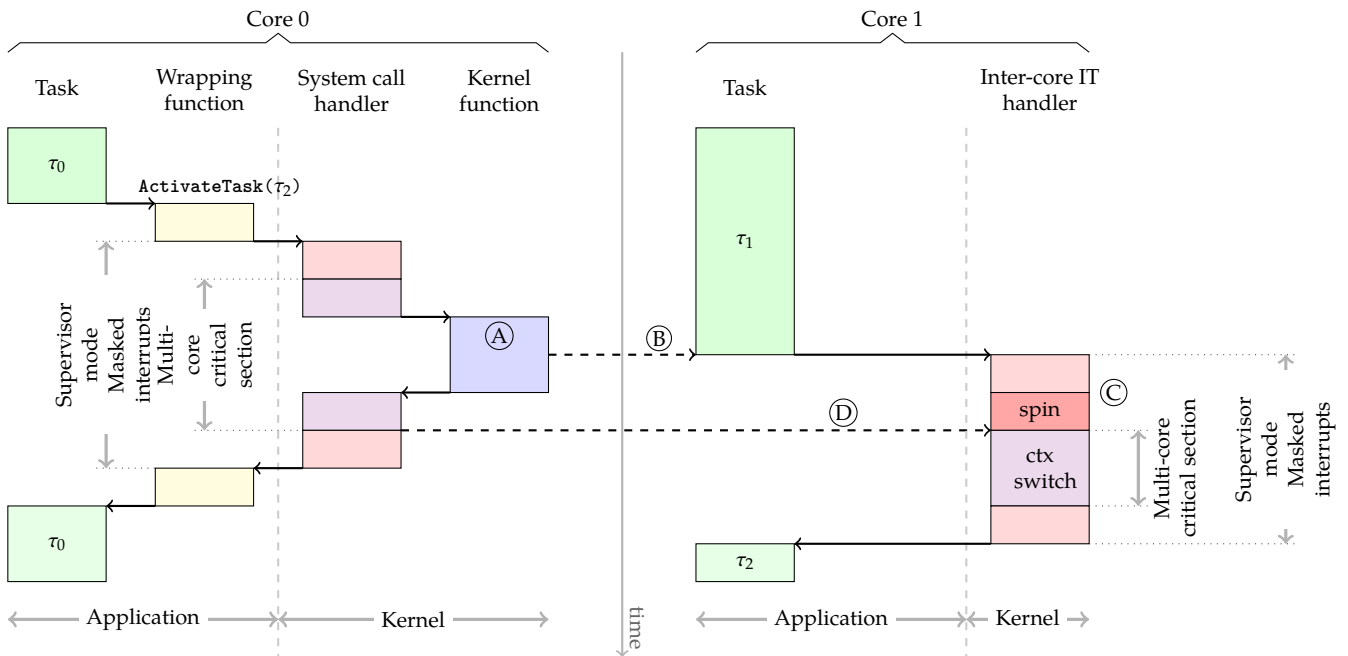 Core 0
Core 1
Task
Wrapping
function
System call
handler
Kernel
function
Task
Inter-core IT
handler
τ0
ActivateTask(τ2)
τ1
A
B
C
D
spin
ctx
switch
Supervisor
mode
Masked
interrupts
Multi-
core
critical
section
Multi-core
critical section
Supervisor
mode
Masked
interrupts
τ0
τ2
Application
Kernel
time
Application
Kernel